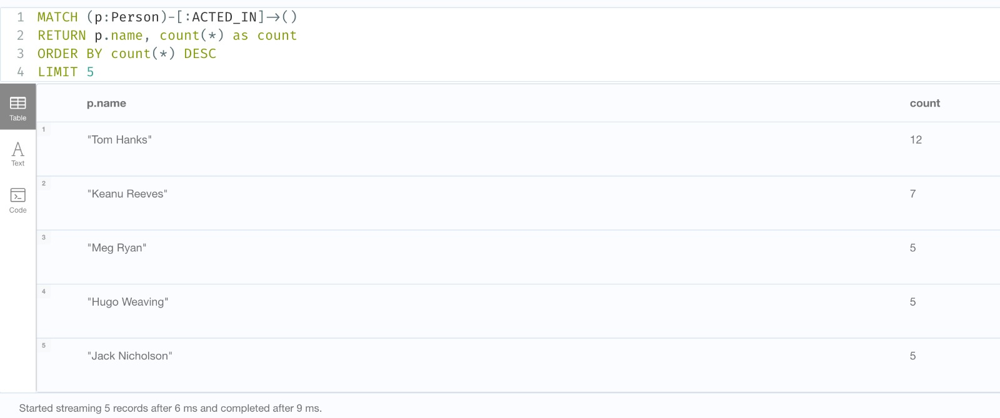 1 MATCH (p:Person)-[:ACTED_IN]→()
2 RETURN p.name, count(*) as count
3 ORDER BY count(*) DESC
4 LIMIT 5
Table
Text
Code
p.name count
1 "Tom Hanks" 12
2 "Keanu Reeves" 7
3 "Meg Ryan" 5
4 "Hugo Weaving" 5
5 "Jack Nicholson" 5
Started streaming 5 records after 6 ms and completed after 9 ms.